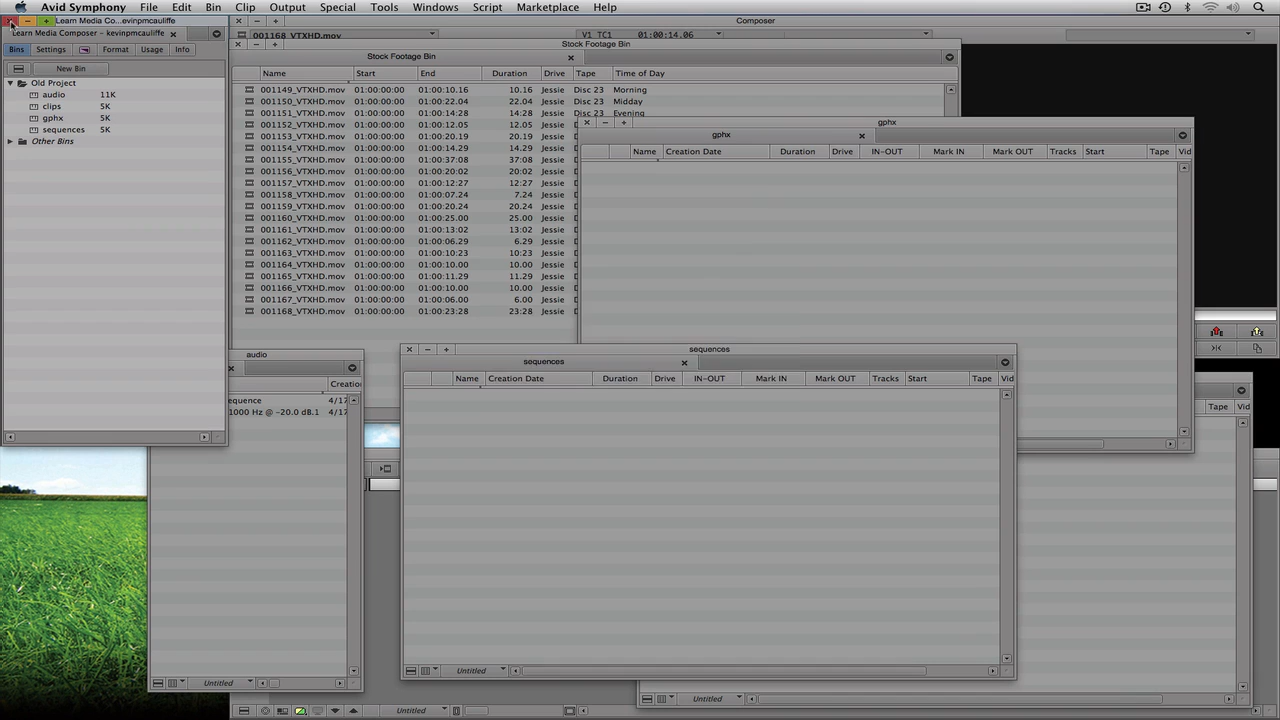 Avid Symphony File Edit Bin Clip Output Special Tools Windows Script Marketplace Help
Learn Media Co...evinpmcauliffe
Learn Media Composer - kevinpmcauliffe
Bins Settings Format Usage Info
New Bin
Old Project
audio 11K
clips 5K
gphx 5K
sequences 5K
Other Bins
Composer
001168_VTXHD.mov V1 TC1 01:00:14.06
Stock Footage Bin
Stock Footage Bin
Name Start End Duration Drive Tape Time of Day
001149_VTXHD.mov 01:00:00:00 01:00:10.16 10.16 Jessie Disc 23 Morning
001150_VTXHD.mov 01:00:00:00 01:00:22.04 22.04 Jessie Disc 23 Midday
001151_VTXHD.mov 01:00:00:00 01:00:14:28 14:28 Jessie Disc 23 Evening
001152_VTXHD.mov 01:00:00:00 01:00:12.05 12.05 Jessie
001153_VTXHD.mov 01:00:00:00 01:00:20.19 20.19 Jessie
001154_VTXHD.mov 01:00:00:00 01:00:14.29 14:29 Jessie
001155_VTXHD.mov 01:00:00:00 01:00:37:08 37:08 Jessie
001156_VTXHD.mov 01:00:00:00 01:00:20:02 20:02 Jessie
001157_VTXHD.mov 01:00:00:00 01:00:12:27 12:27 Jessie
001158_VTXHD.mov 01:00:00:00 01:00:07.24 7.24 Jessie
001159_VTXHD.mov 01:00:00:00 01:00:20.24 20.24 Jessie
001160_VTXHD.mov 01:00:00:00 01:00:25.00 25.00 Jessie
001161_VTXHD.mov 01:00:00:00 01:00:13:02 13:02 Jessie
001162_VTXHD.mov 01:00:00:00 01:00:06.29 6.29 Jessie
001163_VTXHD.mov 01:00:00:00 01:00:10:23 10:23 Jessie
001164_VTXHD.mov 01:00:00:00 01:00:10.00 10.00 Jessie
001165_VTXHD.mov 01:00:00:00 01:00:11.29 11.29 Jessie
001166_VTXHD.mov 01:00:00:00 01:00:10.00 10.00 Jessie
001167_VTXHD.mov 01:00:00:00 01:00:06.00 6.00 Jessie
001168_VTXHD.mov 01:00:00:00 01:00:23:28 23:28 Jessie
gphx
gphx
Name Creation Date Duration Drive IN-OUT Mark IN Mark OUT Tracks Start Tape Vid
audio
Creatio
equence 4/17
1000 Hz @ -20.0 dB.1 4/17
Untitled
sequences
sequences
Name Creation Date Duration Drive IN-OUT Mark IN Mark OUT Tracks Start Tape Vid
Untitled
Tape Vid
Untitled
Untitled